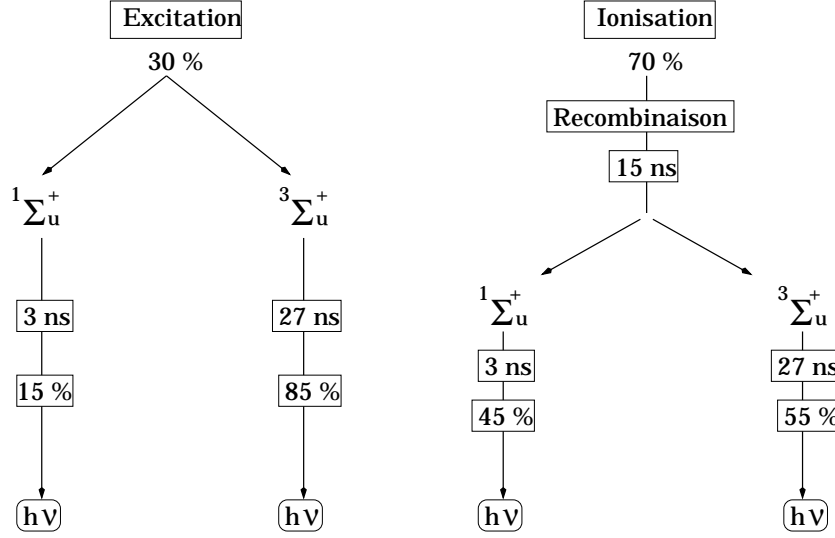 Excitation
30 %
¹Σᵤ⁺
3 ns
15 %
hν
³Σᵤ⁺
27 ns
85 %
hν
Ionisation
70 %
Recombinaison
15 ns
¹Σᵤ⁺
3 ns
45 %
hν
³Σᵤ⁺
27 ns
55 %
hν